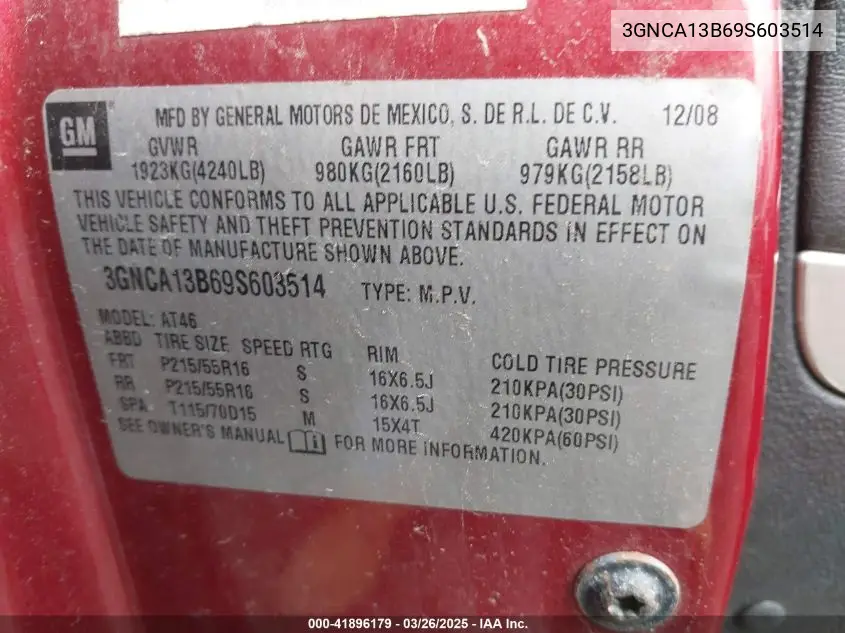 3GNCA13B69S603514
GM
MFD BY GENERAL MOTORS DE MEXICO, S. DE R.L. DE C.V. 12/08
GVWR GAWR FRT GAWR RR
1923KG(4240LB) 980KG(2160LB) 979KG(2158LB)
THIS VEHICLE CONFORMS TO ALL APPLICABLE U.S. FEDERAL MOTOR
VEHICLE SAFETY AND THEFT PREVENTION STANDARDS IN EFFECT ON
THE DATE OF MANUFACTURE SHOWN ABOVE.
3GNCA13B69S603514 TYPE: M.P.V.
MODEL: AT46
ABBD TIRE SIZE SPEED RTG RIM COLD TIRE PRESSURE
FRT P215/55R16 S 16X6.5J 210KPA(30PSI)
RR P215/55R16 S 16X6.5J 210KPA(30PSI)
SPA T115/70D15 M 15X4T 420KPA(60PSI)
SEE OWNER'S MANUAL FOR MORE INFORMATION.
000-41896179 - 03/26/2025 - IAA Inc.